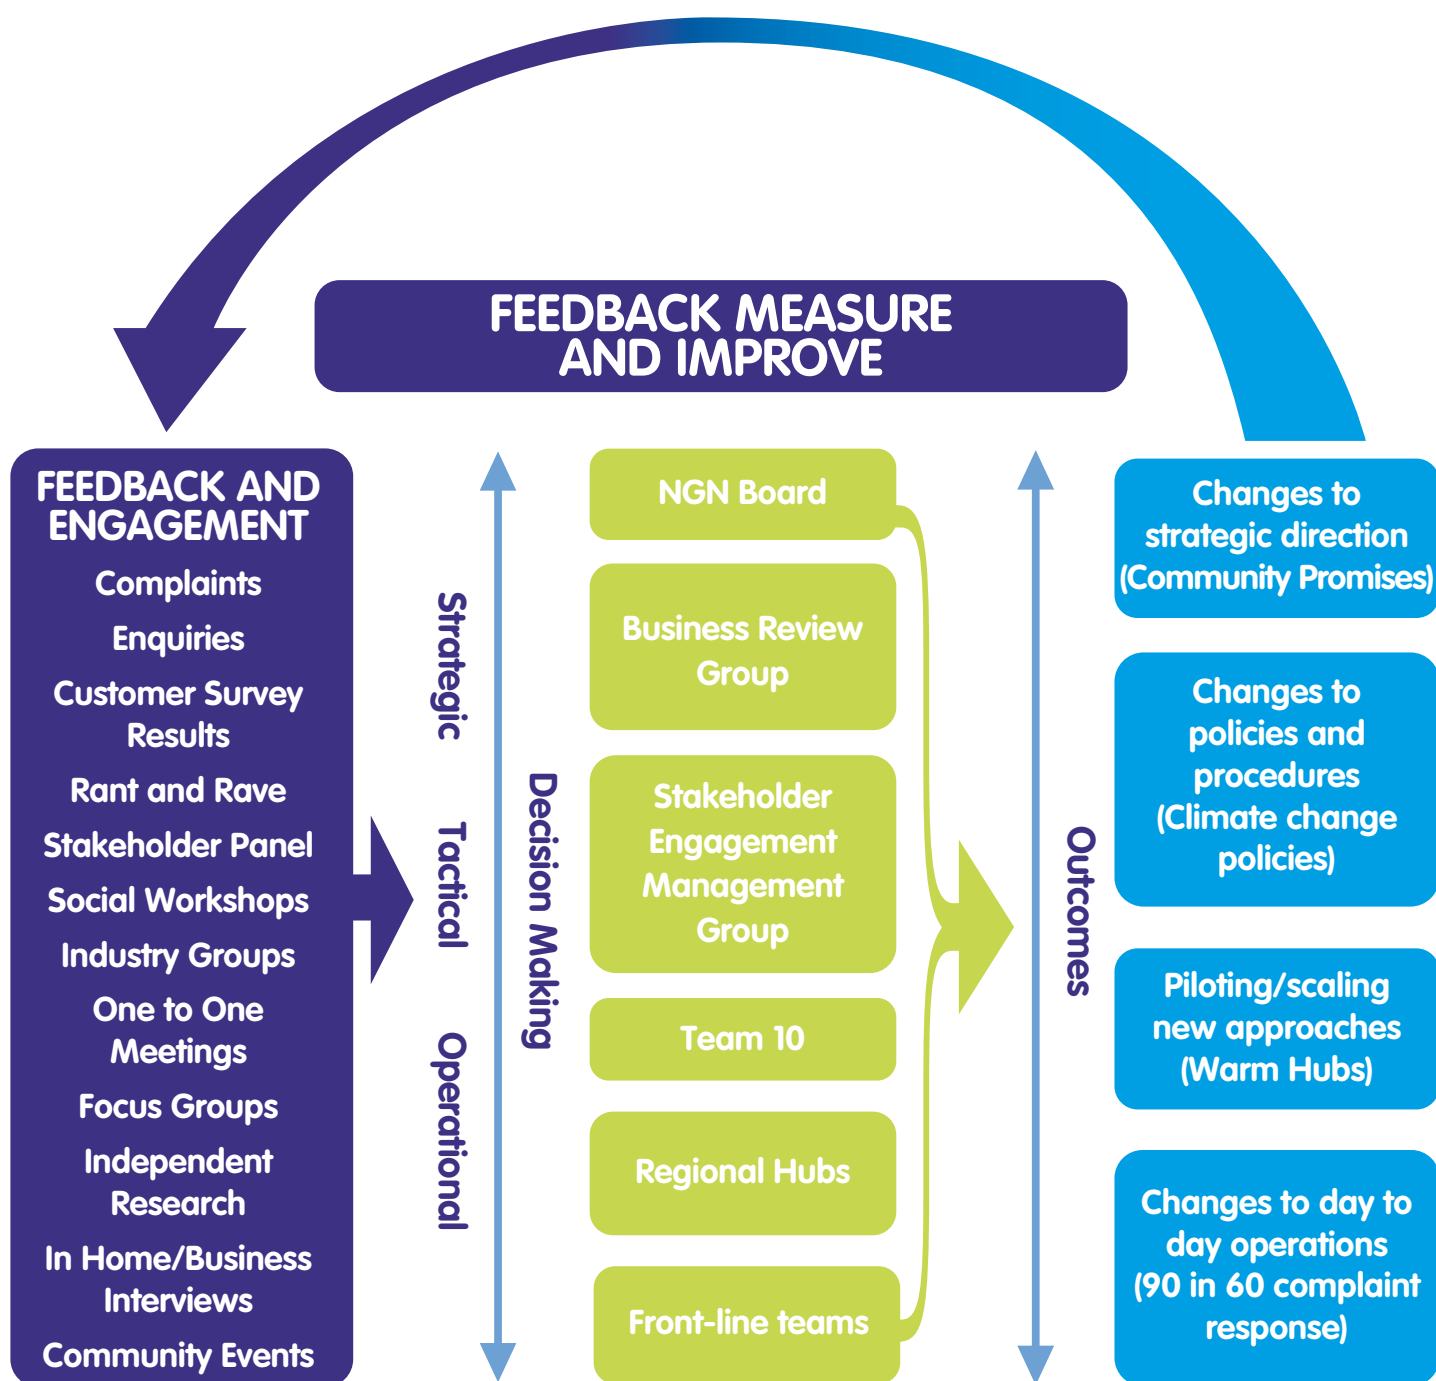 FEEDBACK MEASURE
AND IMPROVE
FEEDBACK AND
ENGAGEMENT
Complaints
Enquiries
Customer Survey
Results
Rant and Rave
Stakeholder Panel
Social Workshops
Industry Groups
One to One
Meetings
Focus Groups
Independent
Research
In Home/Business
Interviews
Community Events
Strategic
Tactical
Operational
Decision Making
NGN Board
Business Review
Group
Stakeholder
Engagement
Management
Group
Team 10
Regional Hubs
Front-line teams
Outcomes
Changes to
strategic direction
(Community Promises)
Changes to
policies and
procedures
(Climate change
policies)
Piloting/scaling
new approaches
(Warm Hubs)
Changes to day to
day operations
(90 in 60 complaint
response)